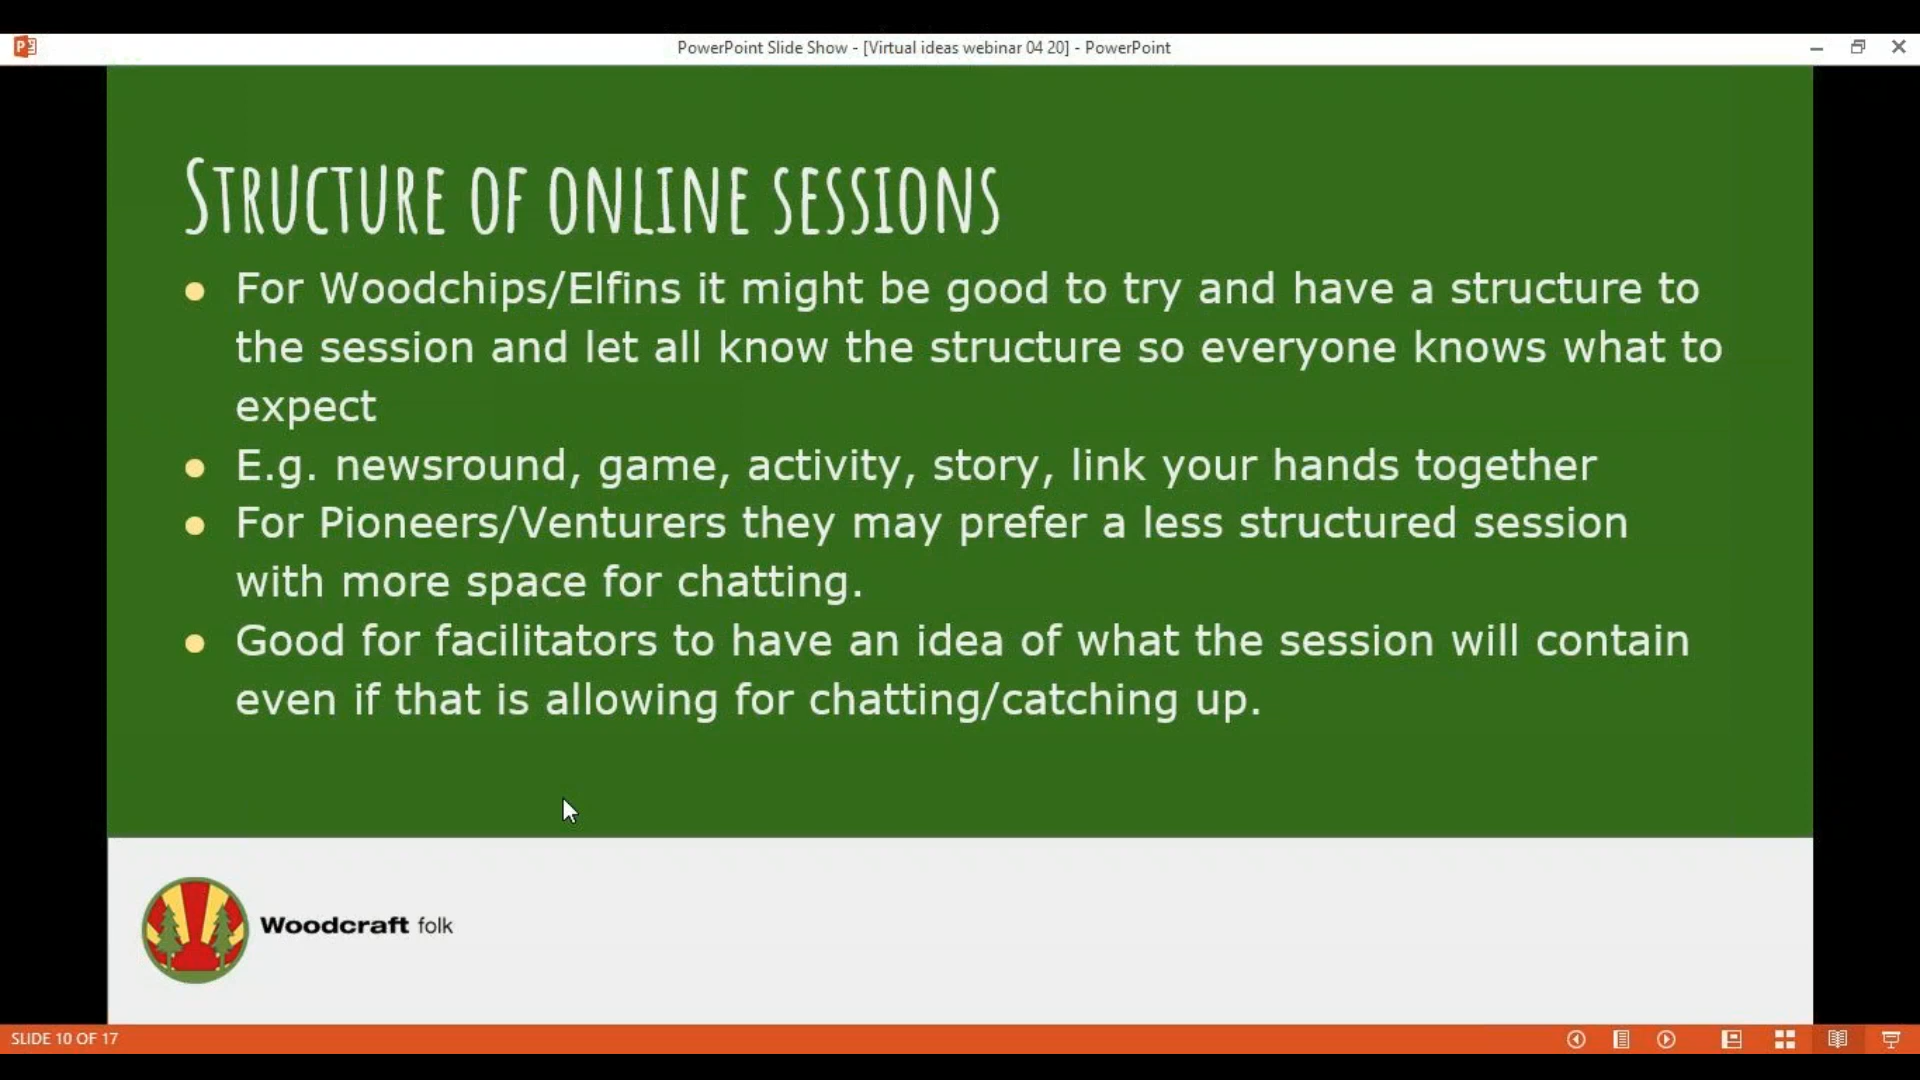 PowerPoint Slide Show - [Virtual ideas webinar 04 20] - PowerPoint
STRUCTURE OF ONLINE SESSIONS
• For Woodchips/Elfins it might be good to try and have a structure to
the session and let all know the structure so everyone knows what to
expect
• E.g. newsround, game, activity, story, link your hands together
• For Pioneers/Venturers they may prefer a less structured session
with more space for chatting.
• Good for facilitators to have an idea of what the session will contain
even if that is allowing for chatting/catching up.
Woodcraft folk
SLIDE 10 OF 17